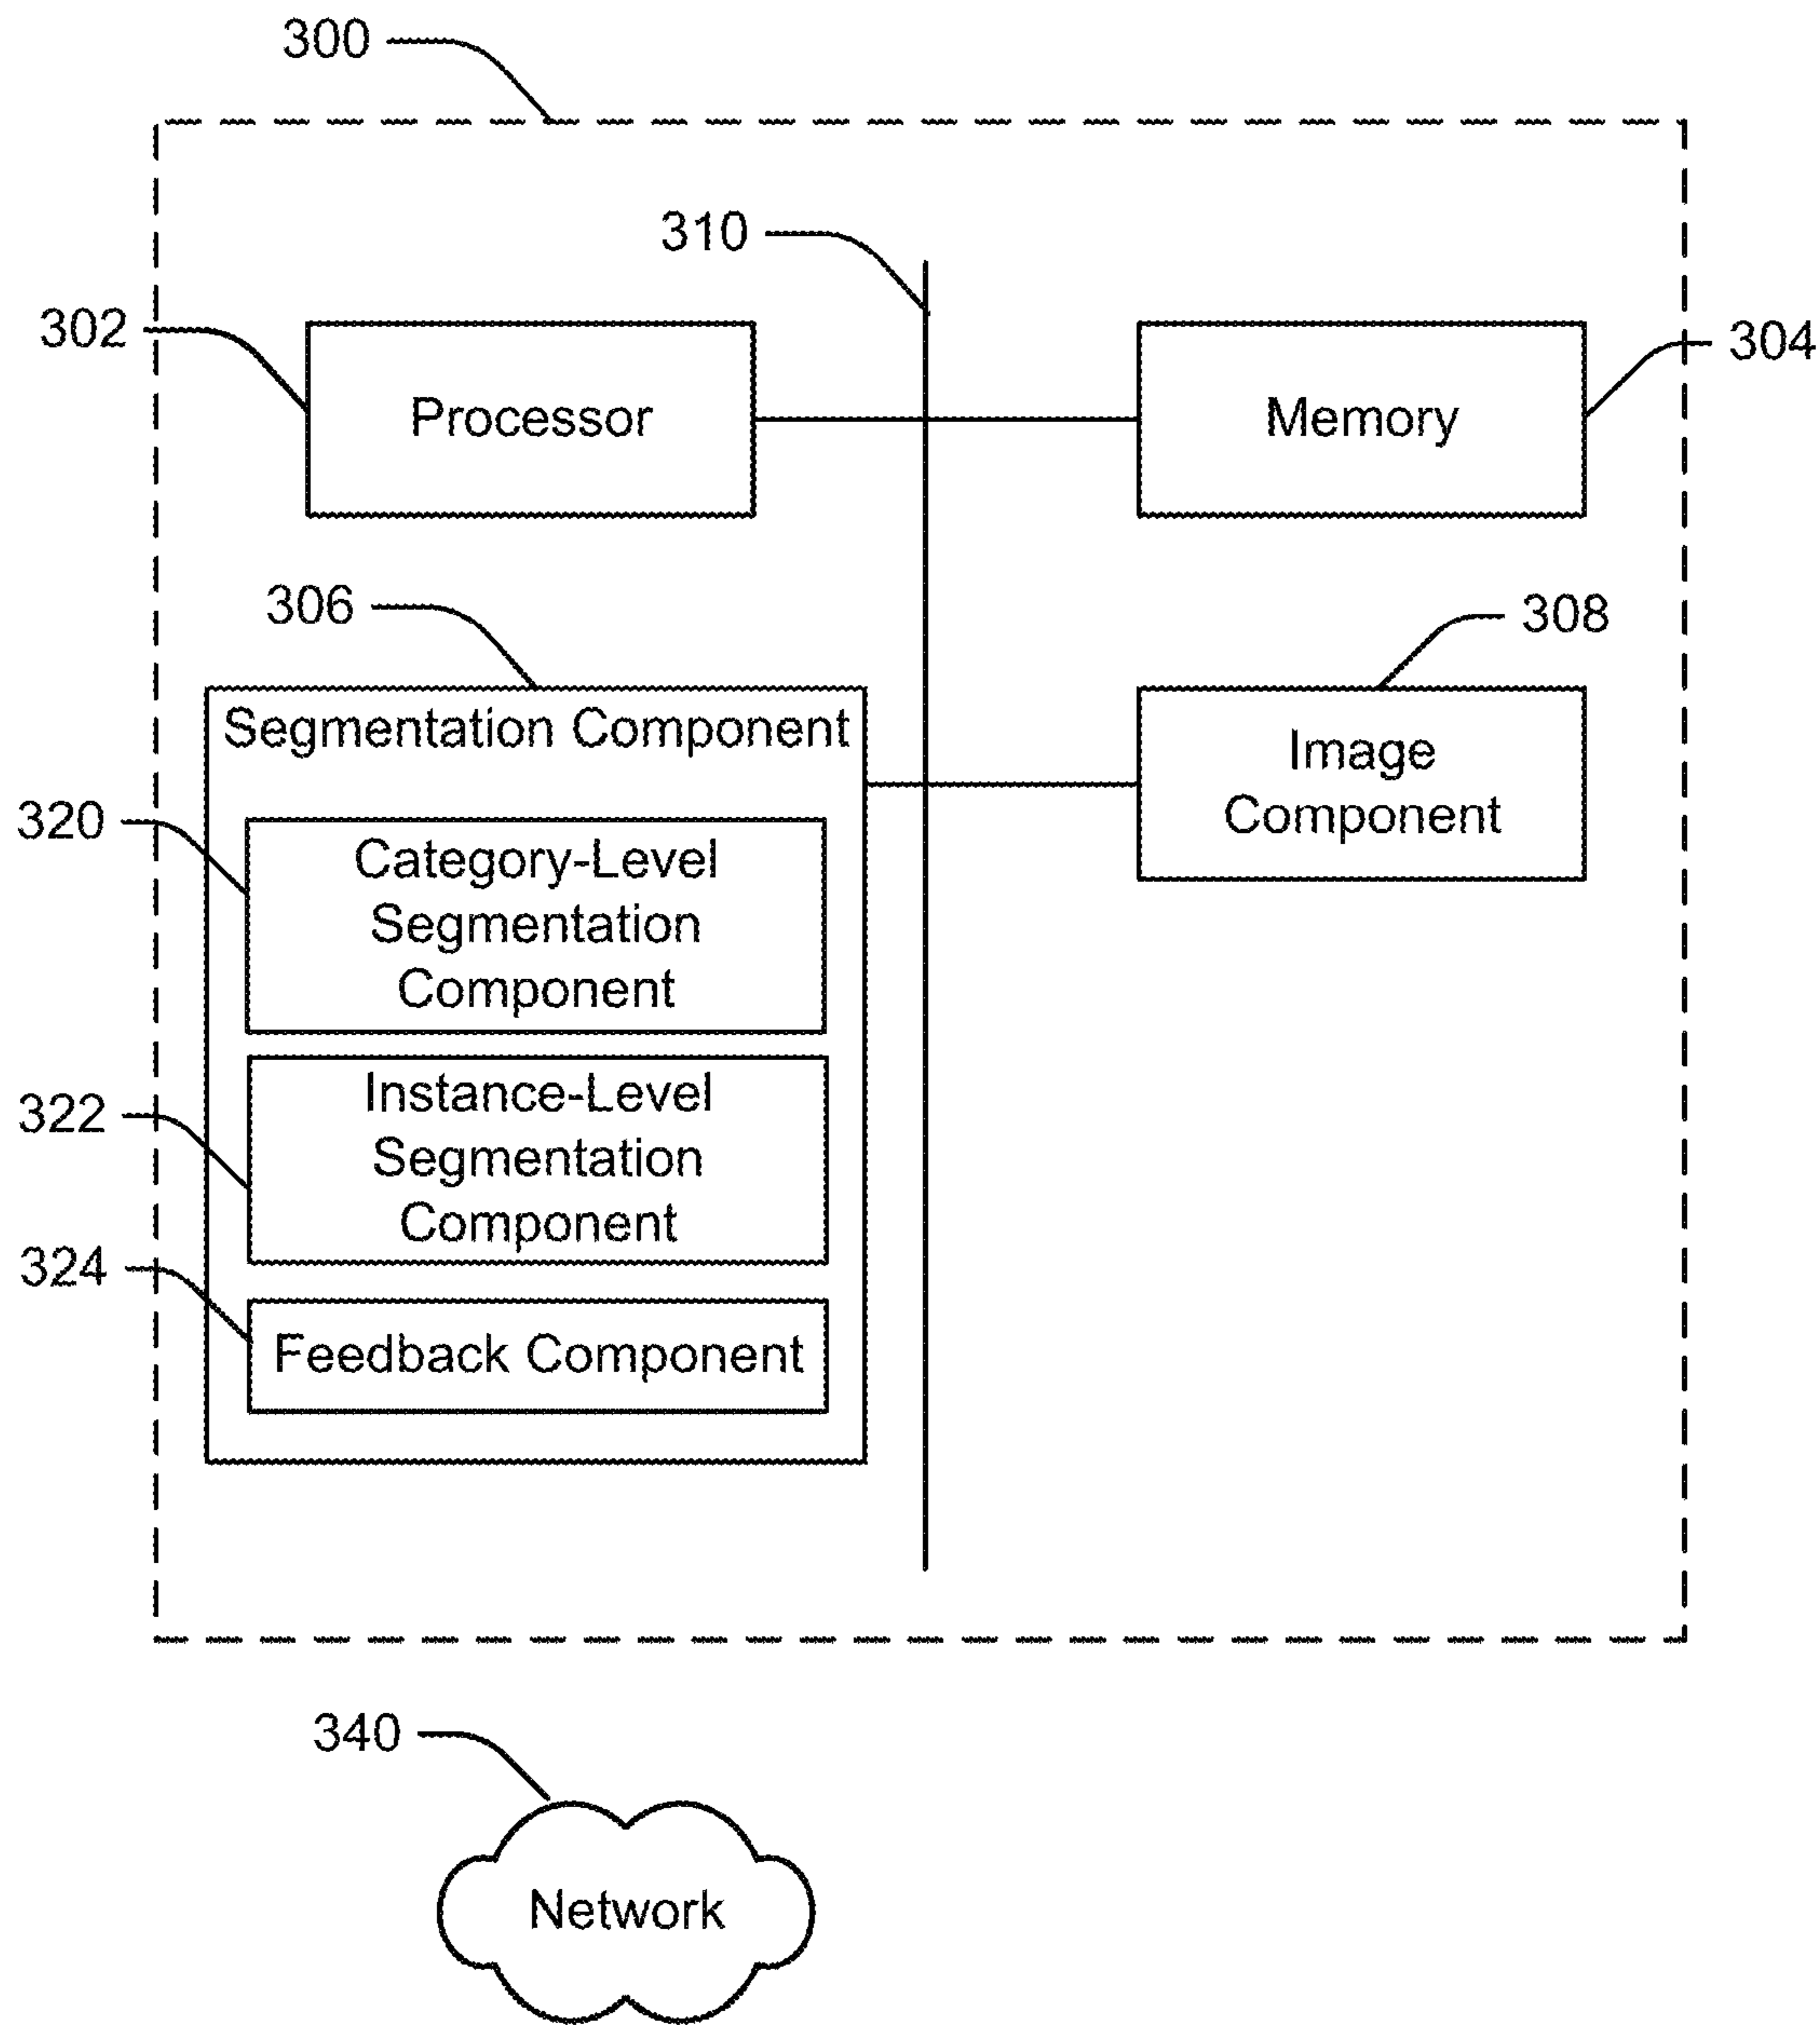 300
310
302
Processor
Memory
304
306
308
Segmentation Component
Image
Component
320
Category-Level
Segmentation
Component
322
Instance-Level
Segmentation
Component
324
Feedback Component
340
Network